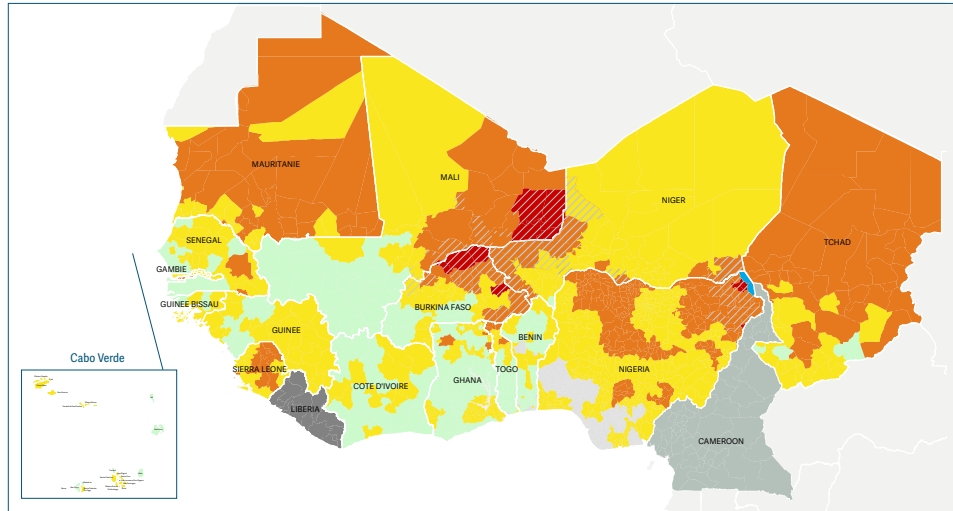 MAURITANIE
MALI
NIGER
TCHAD
SENEGAL
GAMBIE
GUINEE BISSAU
BURKINA FASO
GUINEE
BENIN
SIERRA LEONE
COTE D'IVOIRE
GHANA
TOGO
NIGERIA
LIBERIA
CAMEROON
Cabo Verde